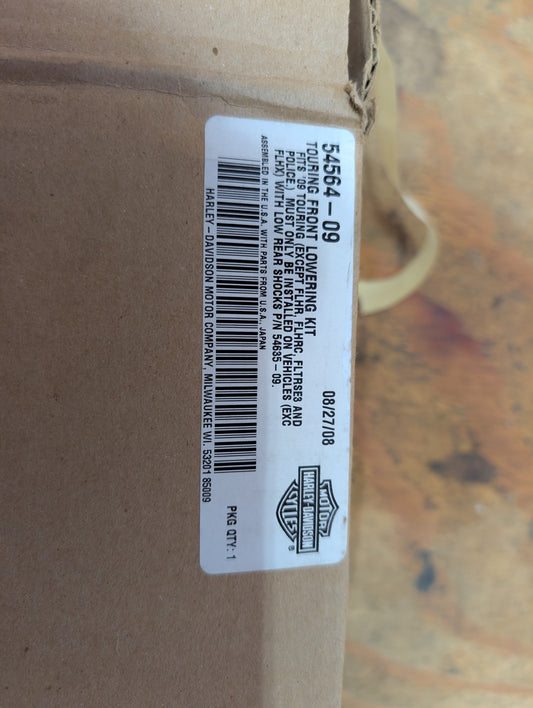 54564-09
08/27/08
TOURING FRONT LOWERING KIT
FITS '09 TOURING (EXCEPT FLHR, FLHRC, FLTRSE3 AND
POLICE.) MUST ONLY BE INSTALLED ON VEHICLES (EXC
FLHX) WITH LOW REAR SHOCKS P/N 54635-09.
ASSEMBLED IN THE U.S.A. WITH PARTS FROM U.S.A., JAPAN
HARLEY-DAVIDSON MOTOR COMPANY, MILWAUKEE WI. 53201 85009
PKG QTY: 1
MOTOR
HARLEY-DAVIDSON
CYCLES
®